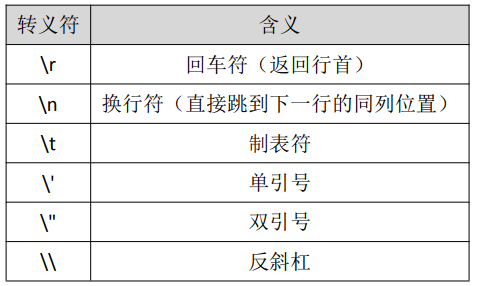 转义符 含义
\r 回车符（返回行首）
\n 换行符（直接跳到下一行的同列位置）
\t 制表符
\' 单引号
\" 双引号
\\ 反斜杠